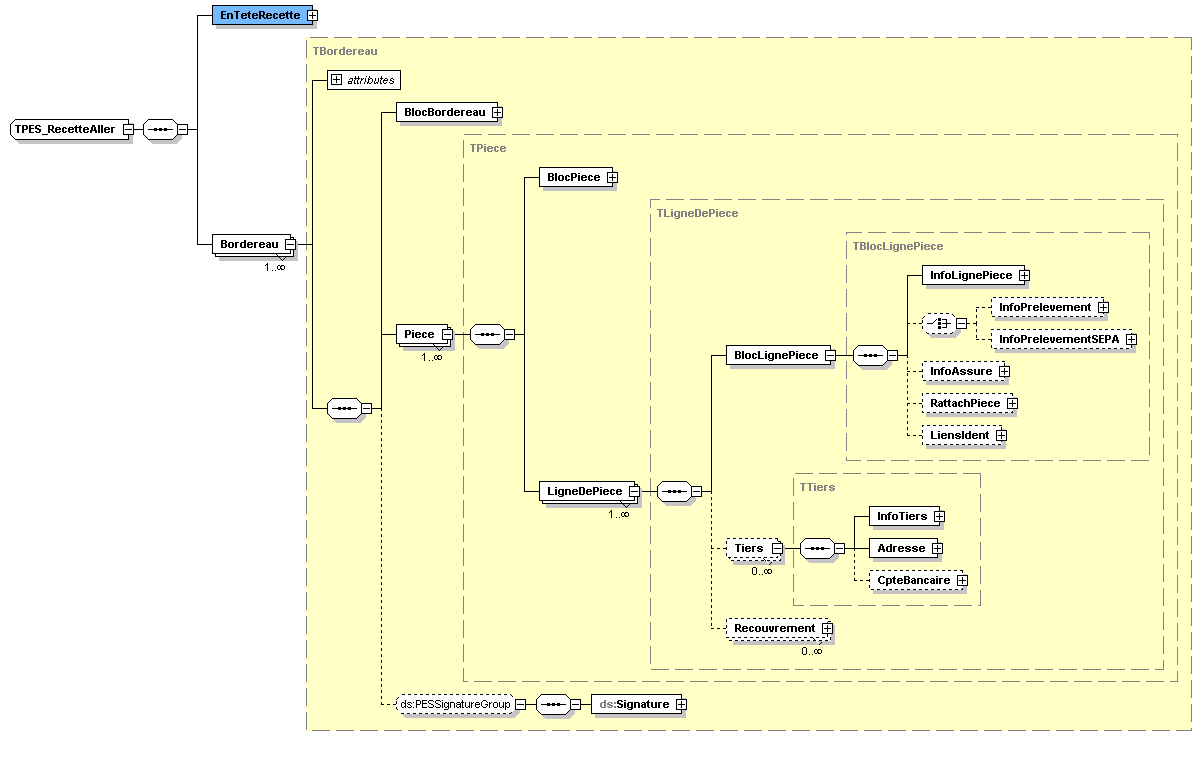 EnTeteRecette
TBordereau
attributes
BlocBordereau
TPES_RecetteAller
TPiece
BlocPiece
TLigneDePiece
TBlocLignePiece
Bordereau
1..∞
InfoLignePiece
InfoPrelevement
InfoPrelevementSEPA
Piece
1..∞
BlocLignePiece
InfoAssure
RattachPiece
LiensIdent
TTiers
LigneDePiece
1..∞
InfoTiers
Tiers
0..∞
Adresse
CpteBancaire
Recouvrement
0..∞
ds:PESSignatureGroup
ds:Signature